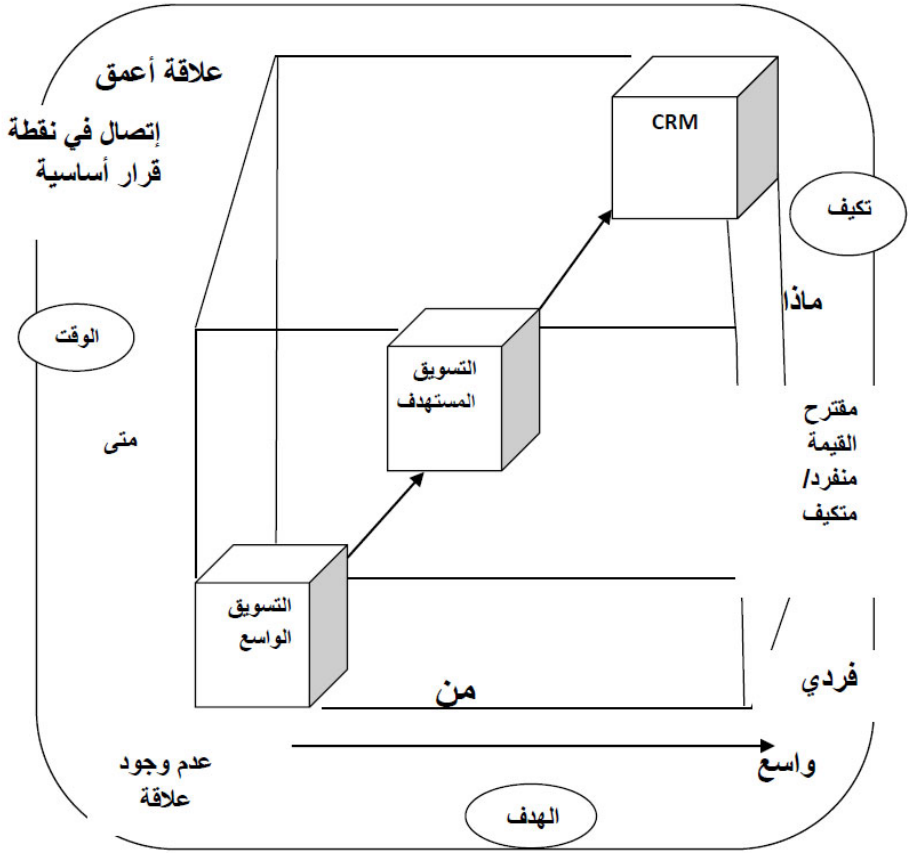 علاقة أعمق
إتصال في نقطة
قرار أساسية
CRM
تكيف
ماذا
الوقت
التسويق
المستهدف
متى
مقترح
القيمة
منفرد/
متكيف
التسويق
الواسع
من
فردي
عدم وجود
علاقة
واسع
الهدف